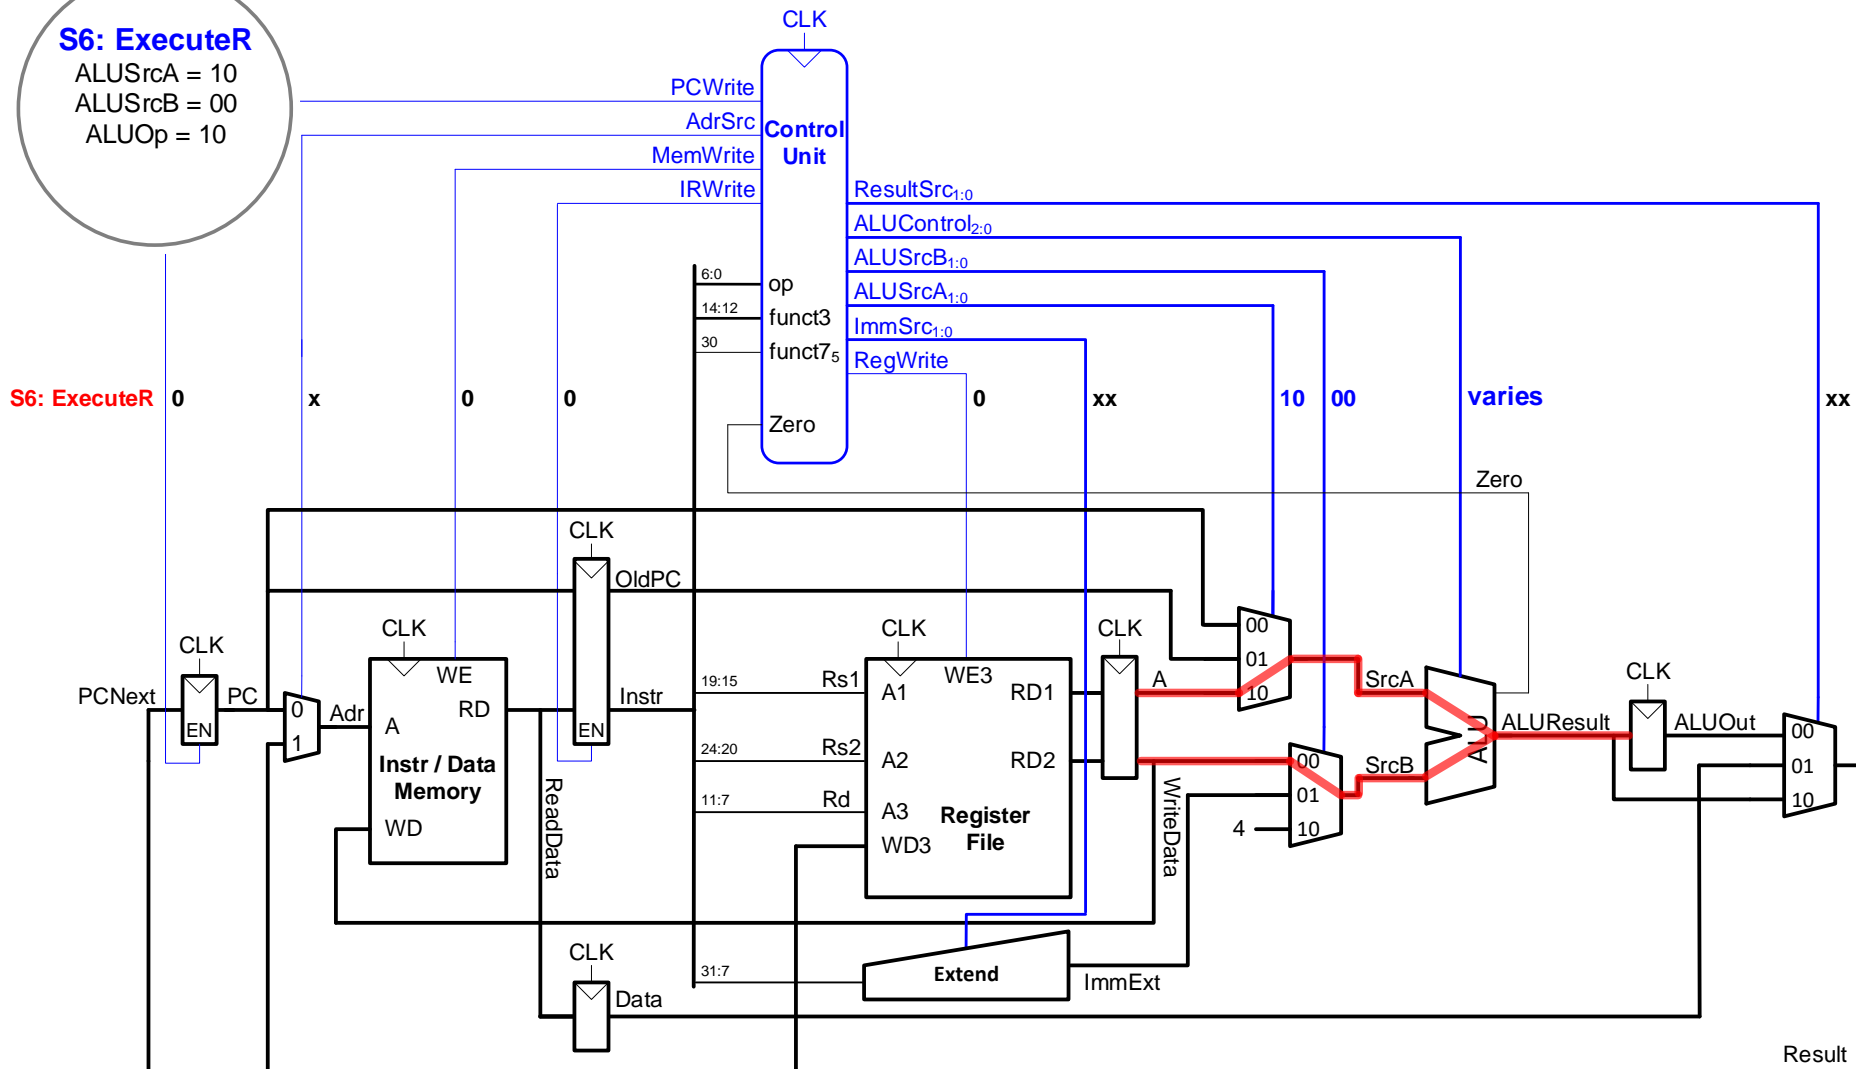 S6: ExecuteR
ALUSrcA = 10
ALUSrcB = 00
ALUOp = 10
CLK
PCWrite
AdrSrc
MemWrite
IRWrite
Control
Unit
ResultSrc1:0
ALUControl2:0
ALUSrcB1:0
ALUSrcA1:0
ImmSrc1:0
RegWrite
6:0
op
14:12
funct3
30
funct75
Zero
S6: ExecuteR 0 x 0 0 0 xx 10 00 varies xx
Zero
CLK
OldPC
CLK
PCNext
PC
EN
0
1
Adr
CLK
WE
A
RD
Instr / Data
Memory
WD
ReadData
EN
Instr
19:15
Rs1
24:20
Rs2
11:7
Rd
CLK
WE3
A1
RD1
A2
RD2
A3
WD3
Register
File
CLK
A
WriteData
00
01
10
SrcA
00
01
10
4
SrcB
ALU
ALUResult
CLK
ALUOut
00
01
10
31:7
Extend
ImmExt
CLK
Data
Result